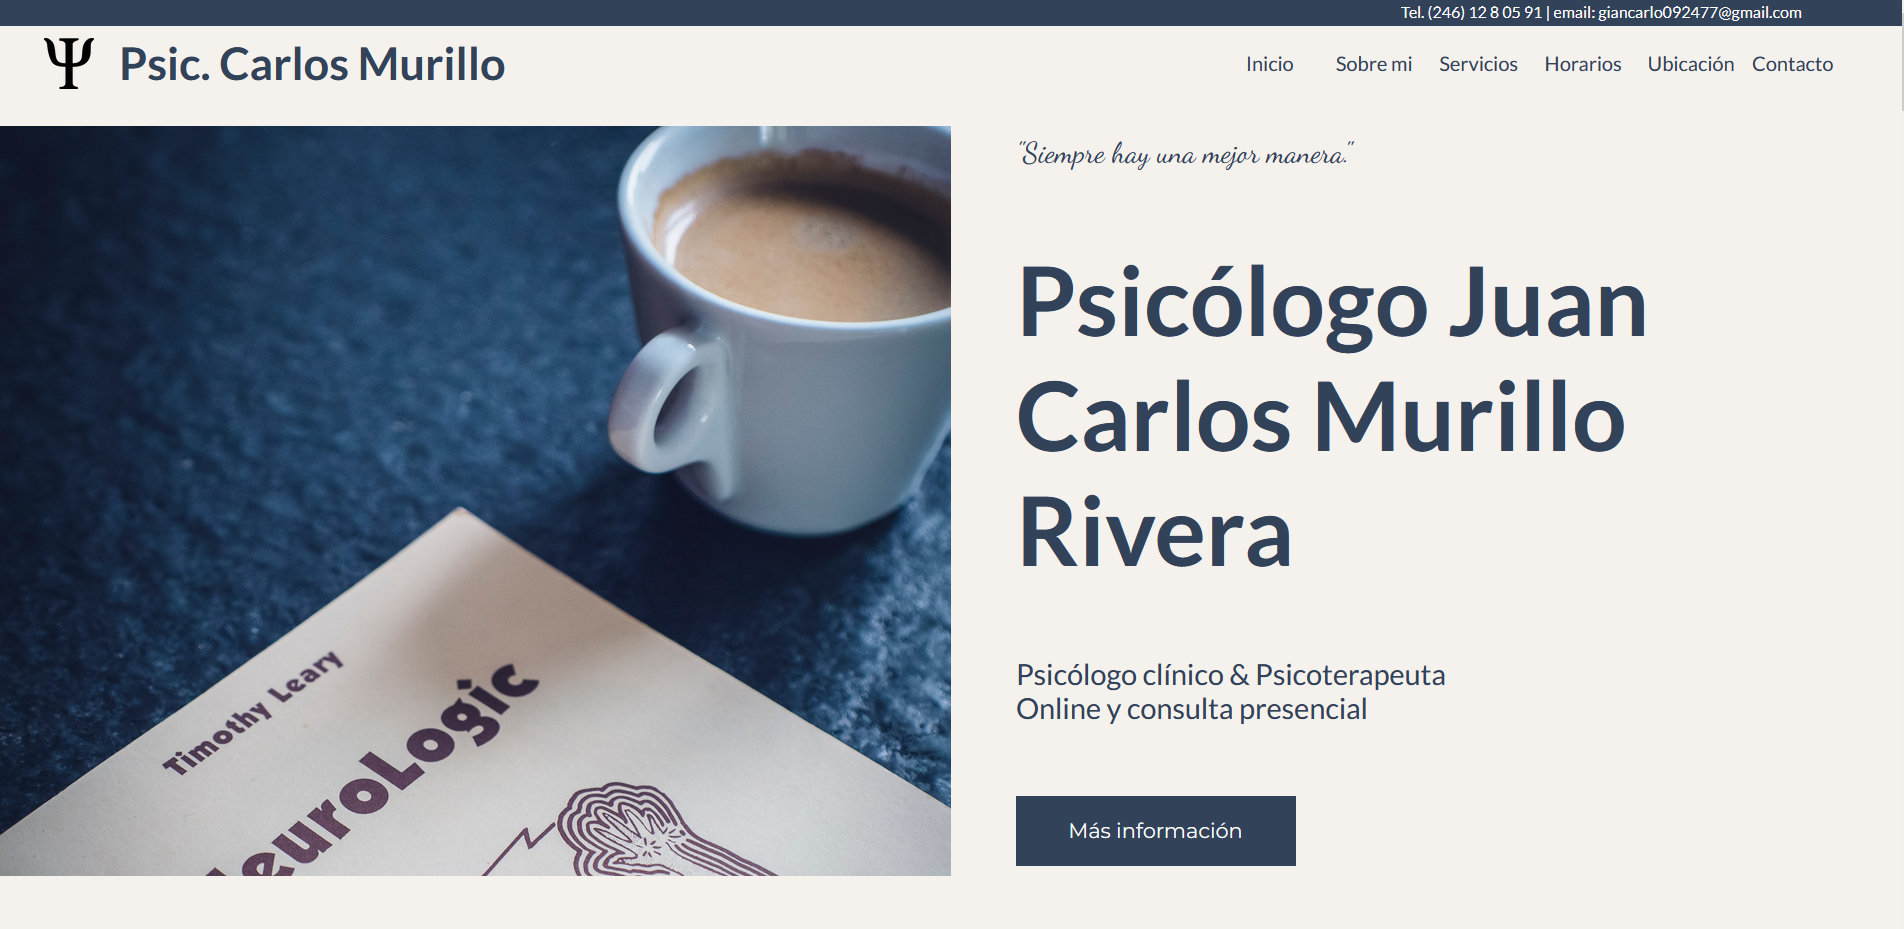 Tel. (246) 12 8 05 91 | email: giancarlo092477@gmail.com
Ψ Psic. Carlos Murillo
Inicio Sobre mi Servicios Horarios Ubicación Contacto
"Siempre hay una mejor manera."
Psicólogo Juan
Carlos Murillo
Rivera
Psicólogo clínico & Psicoterapeuta
Online y consulta presencial
Más información
Timothy Leary
euroLogic